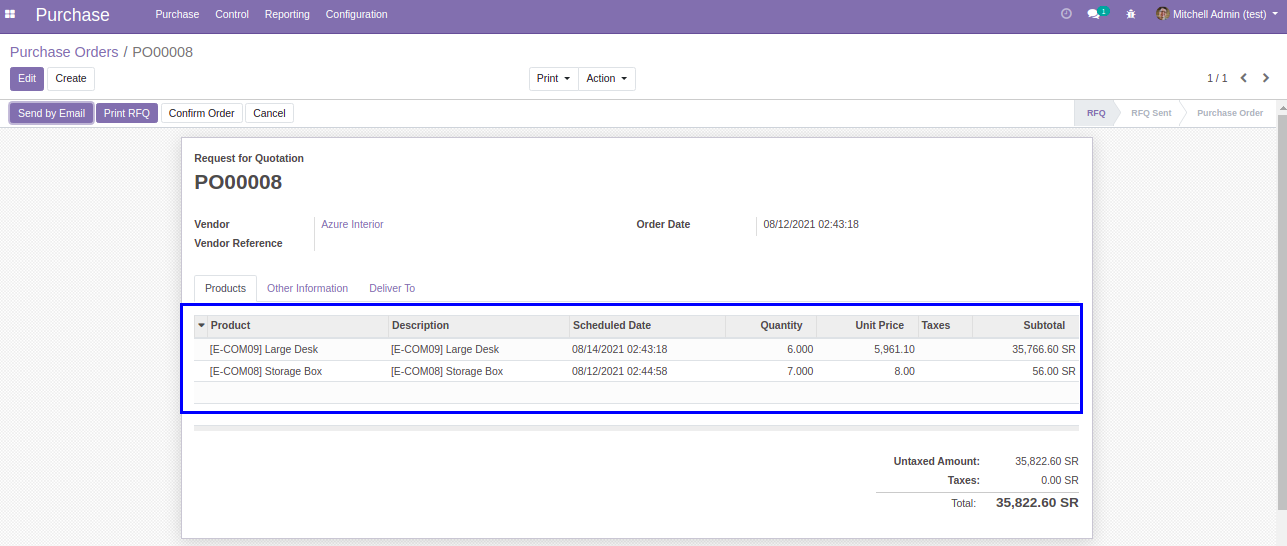 Purchase Purchase Control Reporting Configuration 1 Mitchell Admin (test)
Purchase Orders / PO00008
Edit Create Print Action 1 / 1
Send by Email Print RFQ Confirm Order Cancel RFQ RFQ Sent Purchase Order
Request for Quotation
PO00008
Vendor Azure Interior Order Date 08/12/2021 02:43:18
Vendor Reference
Products Other Information Deliver To
Product Description Scheduled Date Quantity Unit Price Taxes Subtotal
[E-COM09] Large Desk [E-COM09] Large Desk 08/14/2021 02:43:18 6.000 5,961.10 35,766.60 SR
[E-COM08] Storage Box [E-COM08] Storage Box 08/12/2021 02:44:58 7.000 8.00 56.00 SR
Untaxed Amount: 35,822.60 SR
Taxes: 0.00 SR
Total: 35,822.60 SR